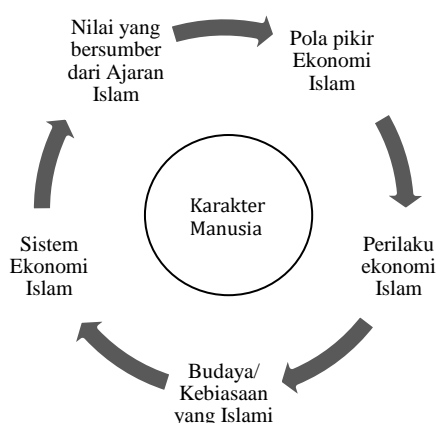 Nilai yang
bersumber
dari Ajaran
Islam
Pola pikir
Ekonomi
Islam
Perilaku
ekonomi
Islam
Budaya/
Kebiasaan
yang Islami
Sistem
Ekonomi
Islam
Karakter
Manusia